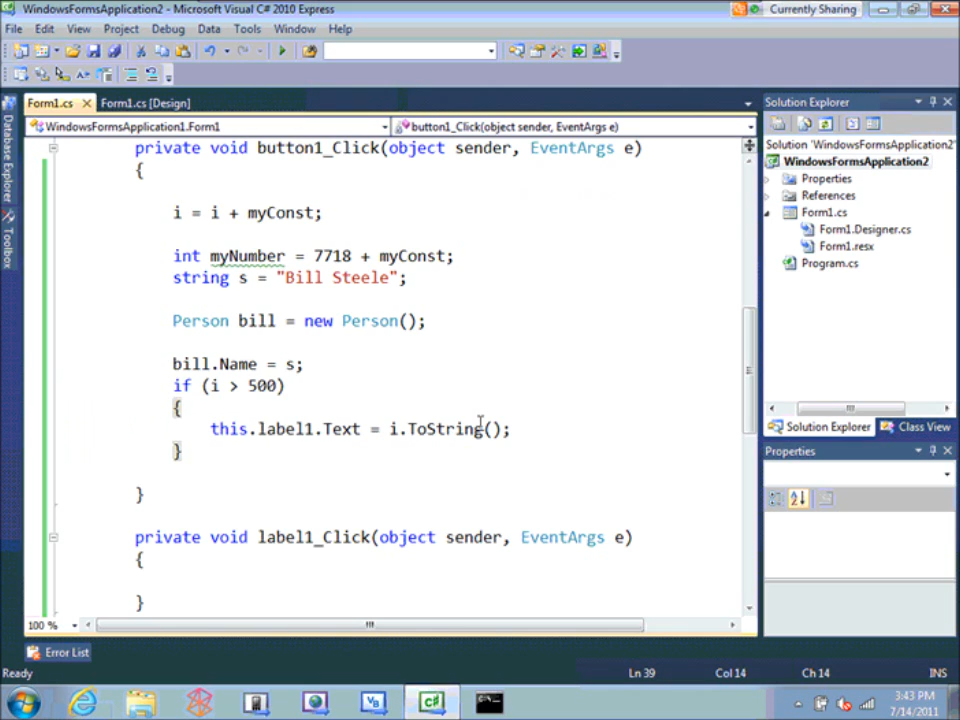 WindowsFormsApplication2 - Microsoft Visual C# 2010 Express
Currently Sharing
File Edit View Project Debug Data Tools Window Help
Form1.cs
Form1.cs [Design]
Solution Explorer
WindowsFormsApplication1.Form1
button1_Click(object sender, EventArgs e)
Database Explorer
Toolbox
private void button1_Click(object sender, EventArgs e)
{
i = i + myConst;
int myNumber = 7718 + myConst;
string s = "Bill Steele";
Person bill = new Person();
bill.Name = s;
if (i > 500)
{
this.label1.Text = i.ToString();
}
}
private void label1_Click(object sender, EventArgs e)
{
}
Solution 'WindowsFormsApplication2'
WindowsFormsApplication2
Properties
References
Form1.cs
Form1.Designer.cs
Form1.resx
Program.cs
Solution Explorer
Class View
Properties
100 %
Error List
Ready
Ln 39
Col 14
Ch 14
INS
3:43 PM
7/14/2011